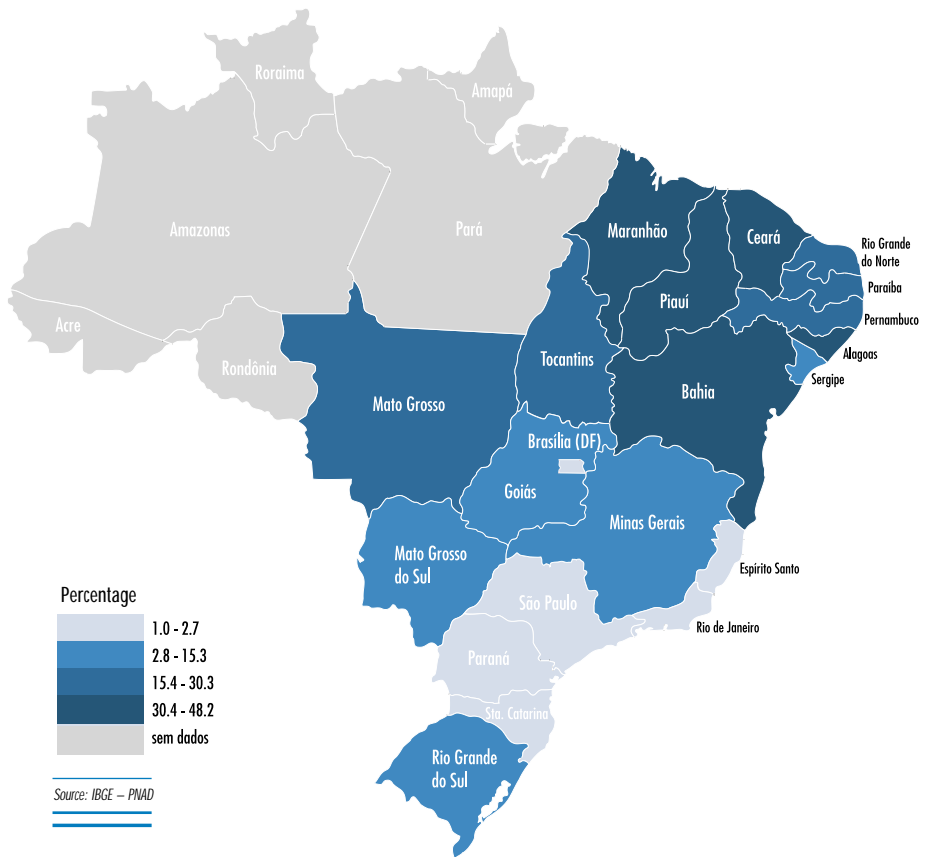 Roraima
Amapá
Amazonas
Pará
Maranhão
Ceará
Rio Grande
do Norte
Paraíba
Piauí
Pernambuco
Acre
Rondônia
Tocantins
Alagoas
Sergipe
Bahia
Mato Grosso
Brasília (DF)
Goiás
Minas Gerais
Mato Grosso
do Sul
Espírito Santo
São Paulo
Rio de Janeiro
Paraná
Sta. Catarina
Rio Grande
do Sul
Percentage
1.0 - 2.7
2.8 - 15.3
15.4 - 30.3
30.4 - 48.2
sem dados
Source: IBGE – PNAD